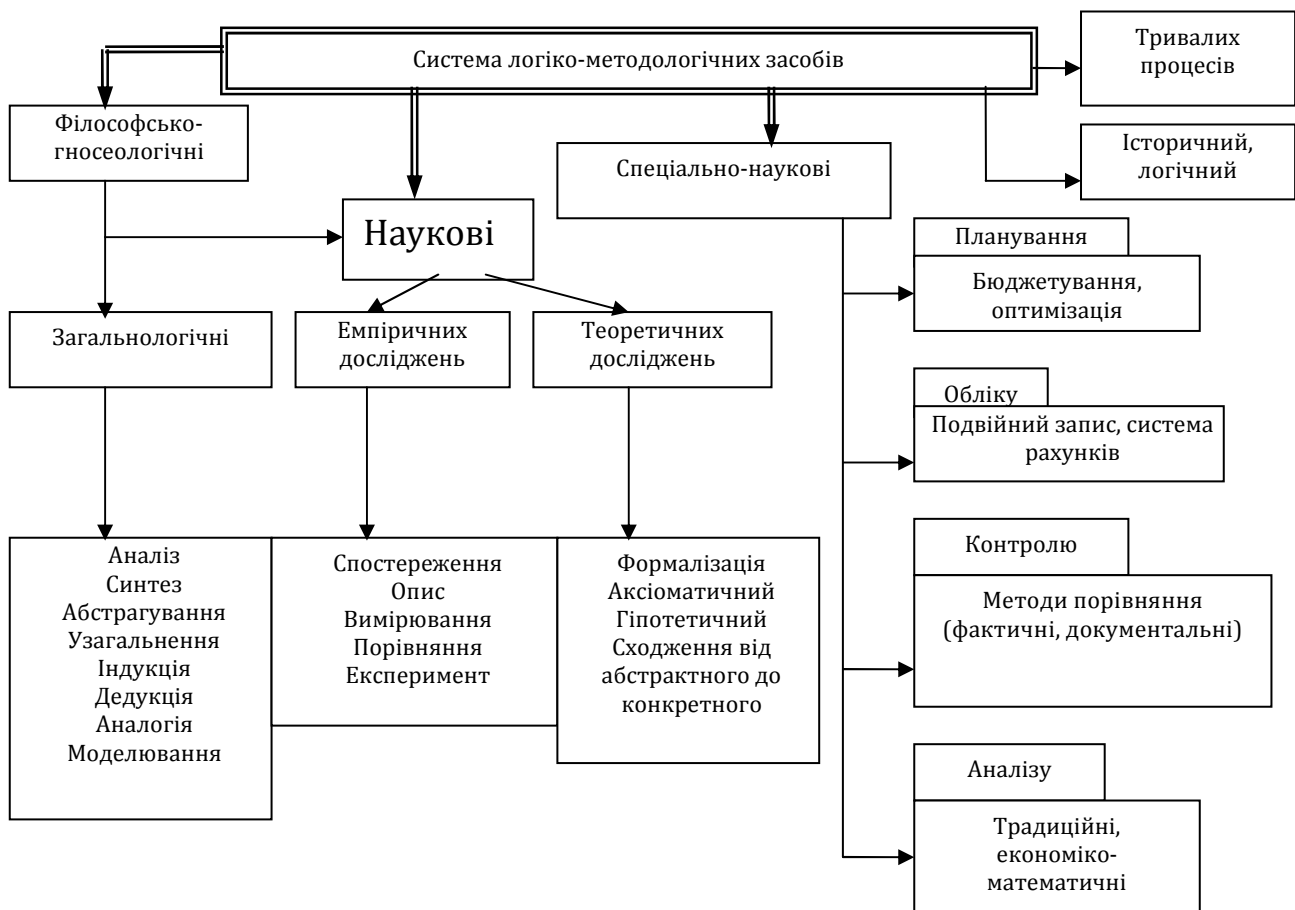 Система логіко-методологічних засобів
Тривалих
процесів
Історичний,
логічний
Філософсько-
гносеологічні
Наукові
Спеціально-наукові
Загальнологічні
Емпіричних
досліджень
Теоретичних
досліджень
Аналіз
Синтез
Абстрагування
Узагальнення
Індукція
Дедукція
Аналогія
Моделювання
Спостереження
Опис
Вимірювання
Порівняння
Експеримент
Формалізація
Аксіоматичний
Гіпотетичний
Сходження від
абстрактного до
конкретного
Планування
Бюджетування,
оптимізація
Обліку
Подвійний запис, система
рахунків
Контролю
Методи порівняння
(фактичні, документальні)
Аналізу
Традиційні,
економіко-
математичні